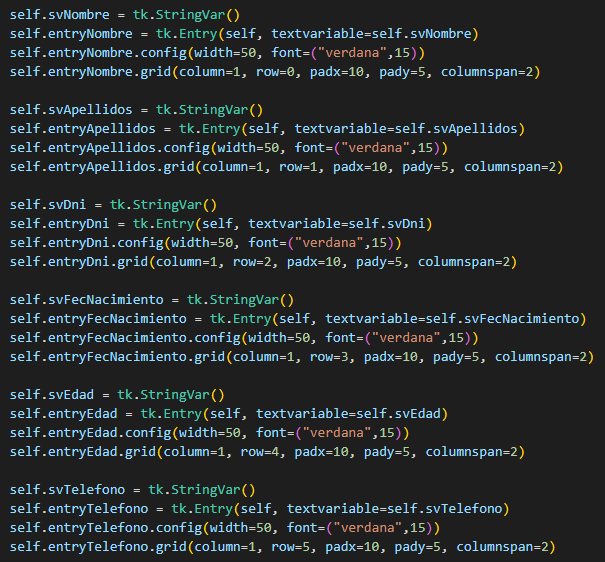 self.svNombre = tk.StringVar()
self.entryNombre = tk.Entry(self, textvariable=self.svNombre)
self.entryNombre.config(width=50, font=("verdana",15))
self.entryNombre.grid(column=1, row=0, padx=10, pady=5, columnspan=2)

self.svApellidos = tk.StringVar()
self.entryApellidos = tk.Entry(self, textvariable=self.svApellidos)
self.entryApellidos.config(width=50, font=("verdana",15))
self.entryApellidos.grid(column=1, row=1, padx=10, pady=5, columnspan=2)

self.svDni = tk.StringVar()
self.entryDni = tk.Entry(self, textvariable=self.svDni)
self.entryDni.config(width=50, font=("verdana",15))
self.entryDni.grid(column=1, row=2, padx=10, pady=5, columnspan=2)

self.svFecNacimiento = tk.StringVar()
self.entryFecNacimiento = tk.Entry(self, textvariable=self.svFecNacimiento)
self.entryFecNacimiento.config(width=50, font=("verdana",15))
self.entryFecNacimiento.grid(column=1, row=3, padx=10, pady=5, columnspan=2)

self.svEdad = tk.StringVar()
self.entryEdad = tk.Entry(self, textvariable=self.svEdad)
self.entryEdad.config(width=50, font=("verdana",15))
self.entryEdad.grid(column=1, row=4, padx=10, pady=5, columnspan=2)

self.svTelefono = tk.StringVar()
self.entryTelefono = tk.Entry(self, textvariable=self.svTelefono)
self.entryTelefono.config(width=50, font=("verdana",15))
self.entryTelefono.grid(column=1, row=5, padx=10, pady=5, columnspan=2)